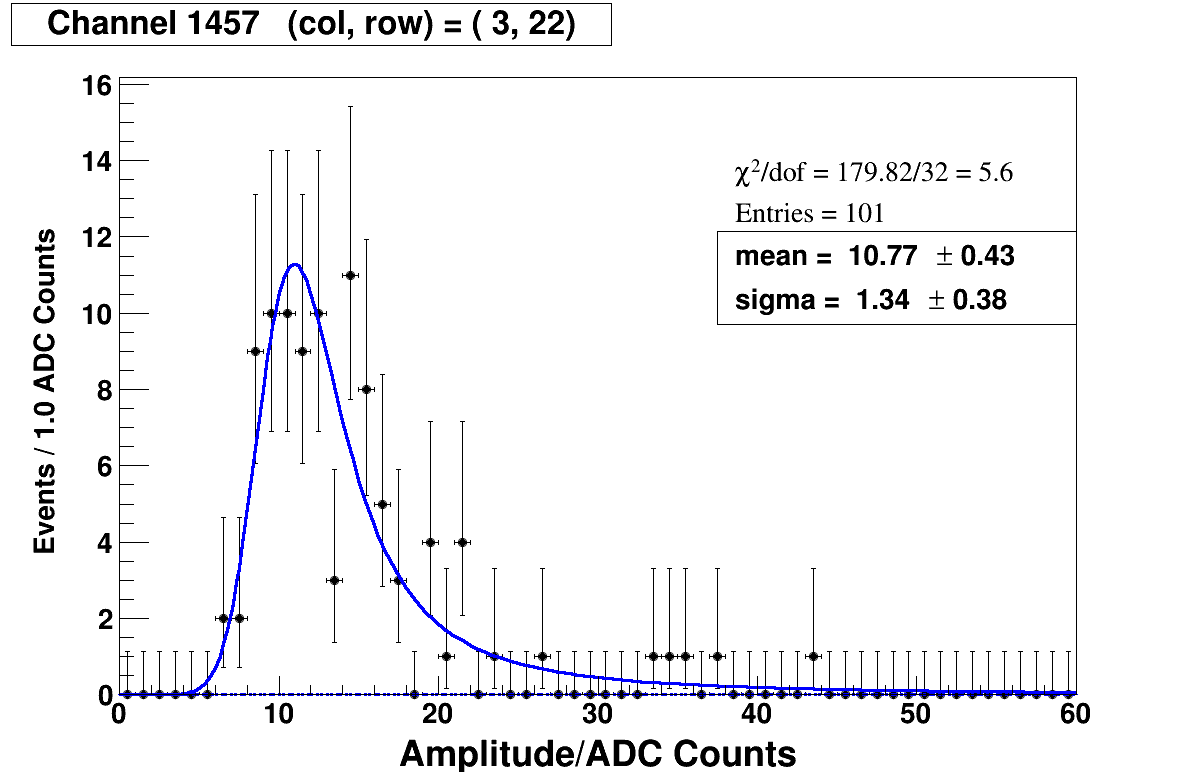 Channel 1457 (col, row) = ( 3, 22)
χ²/dof = 179.82/32 = 5.6
Entries = 101
mean = 10.77 ± 0.43
sigma = 1.34 ± 0.38
Events / 1.0 ADC Counts
16
14
12
10
8
6
4
2
0
0 10 20 30 40 50 60
Amplitude/ADC Counts